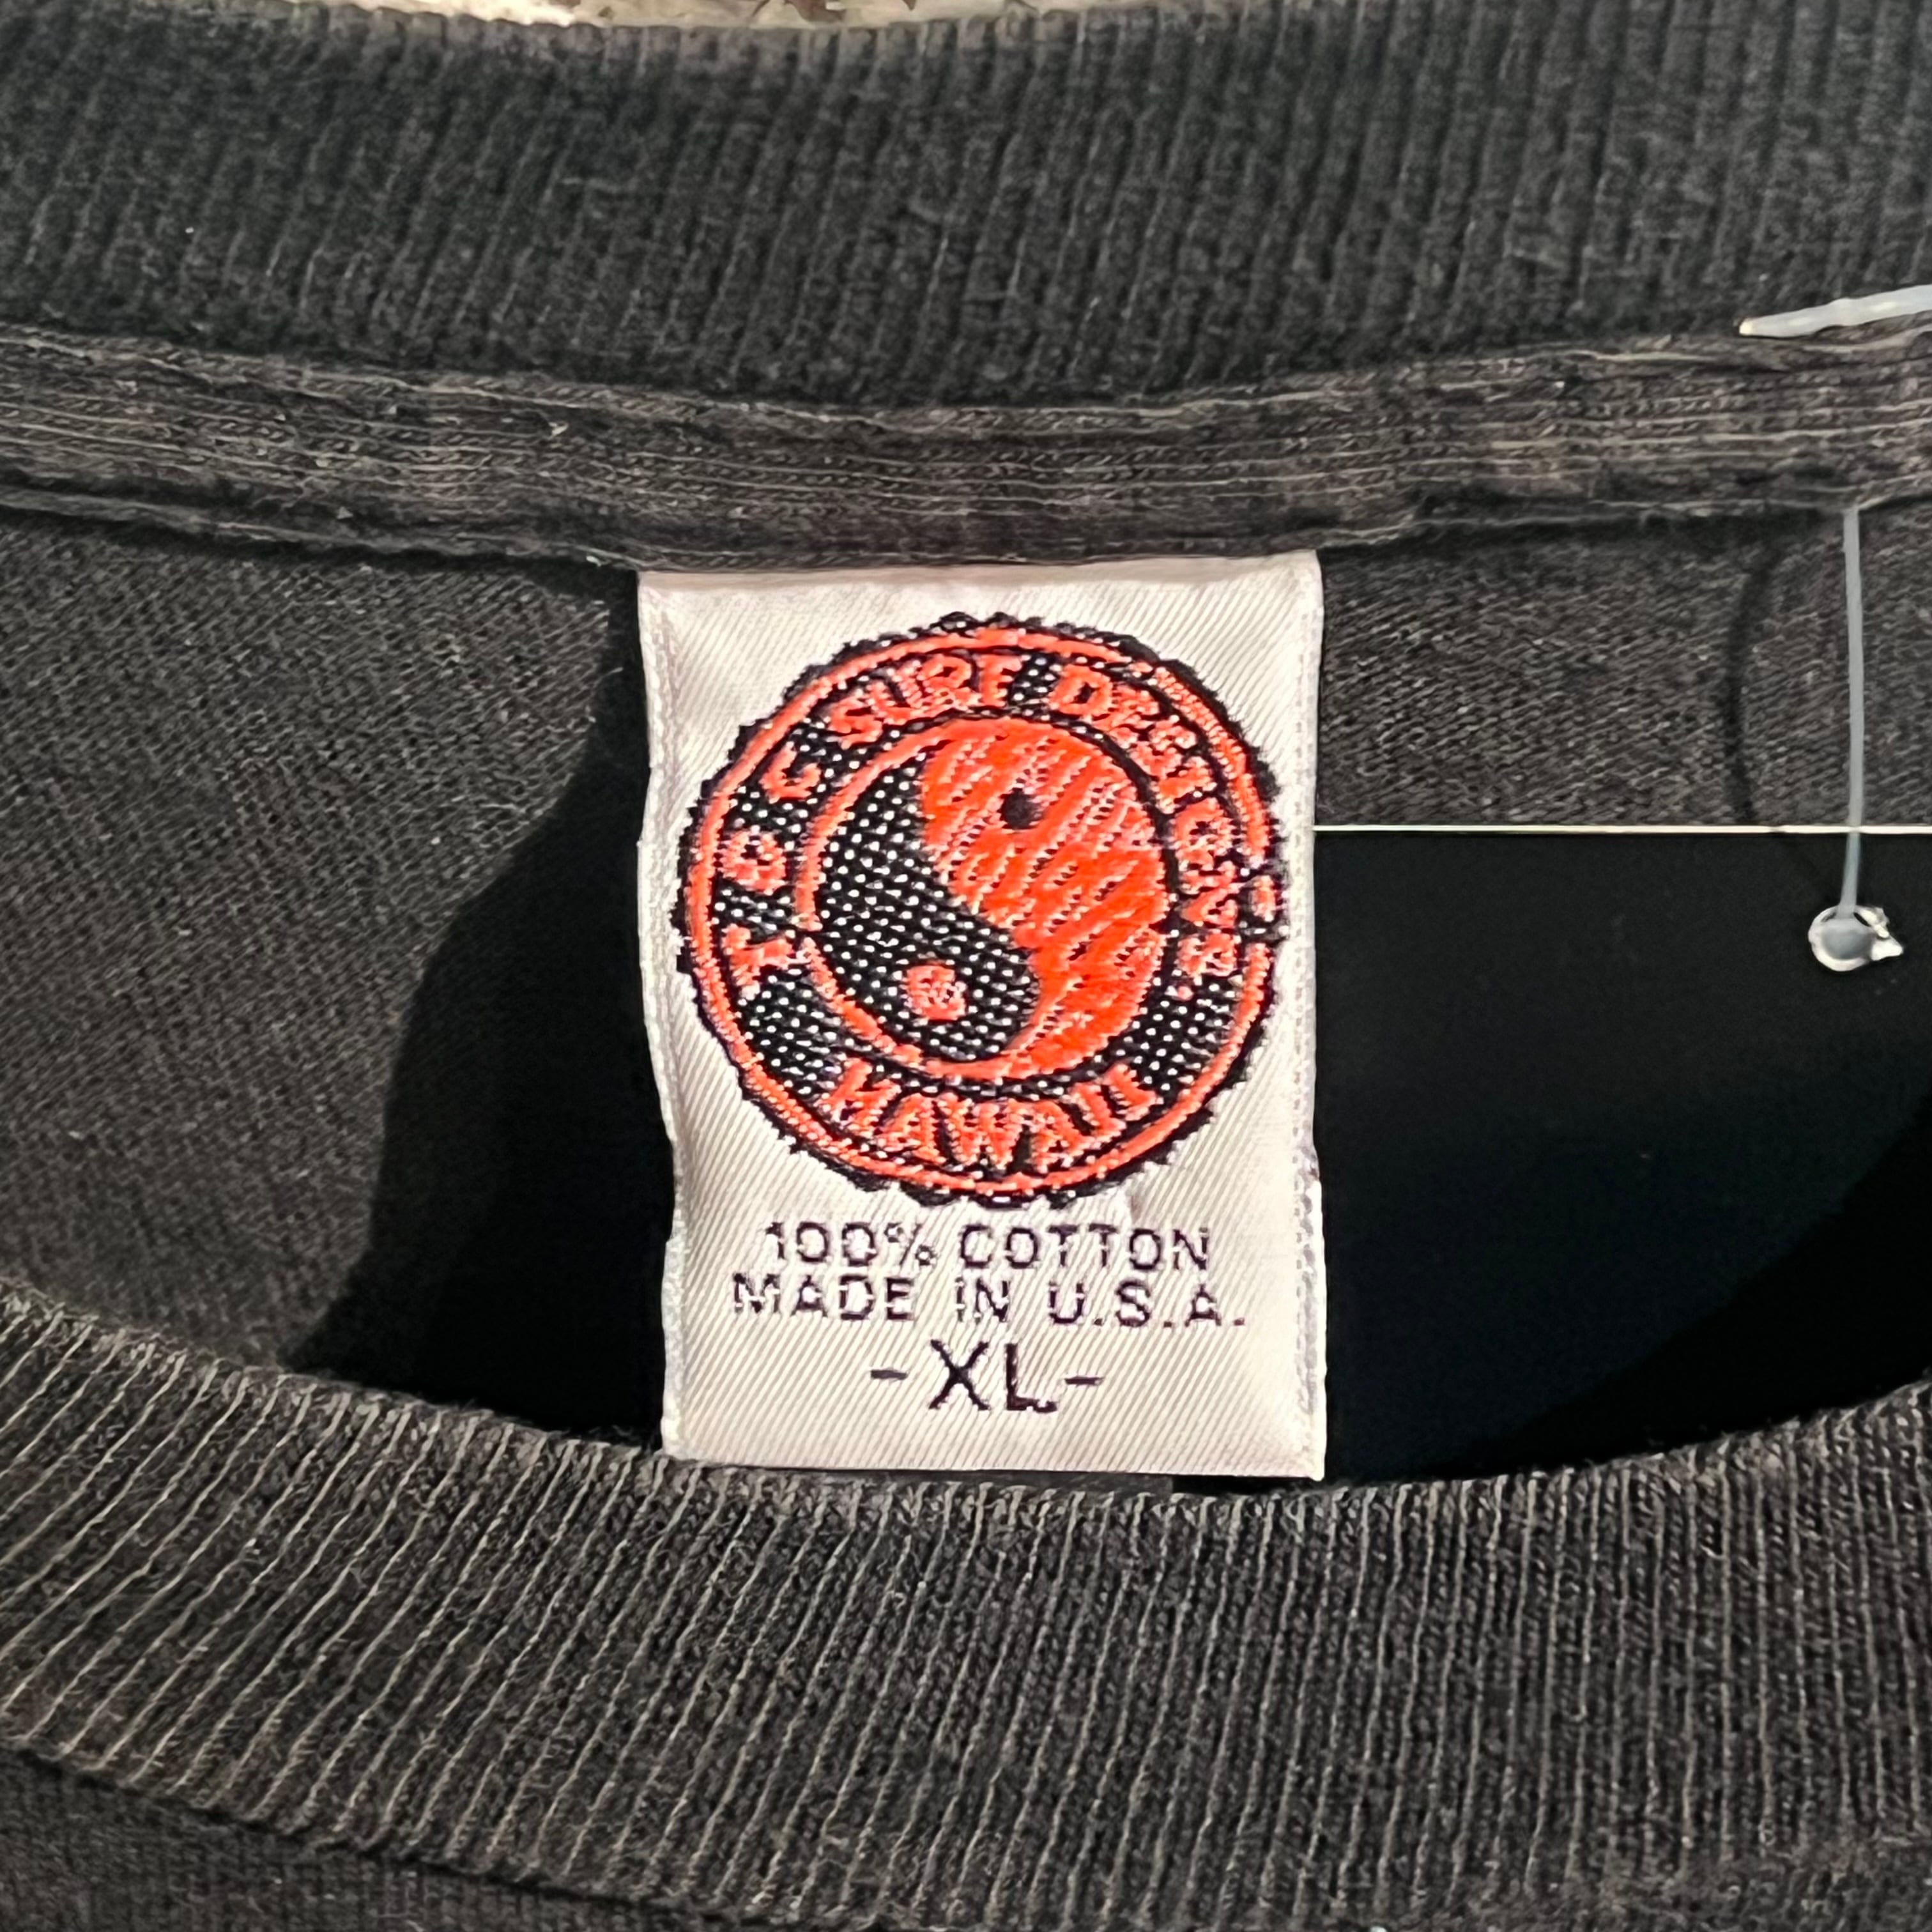 T & C SURF DESIGNS
HAWAII
100% COTTON
MADE IN U.S.A.
-XL-